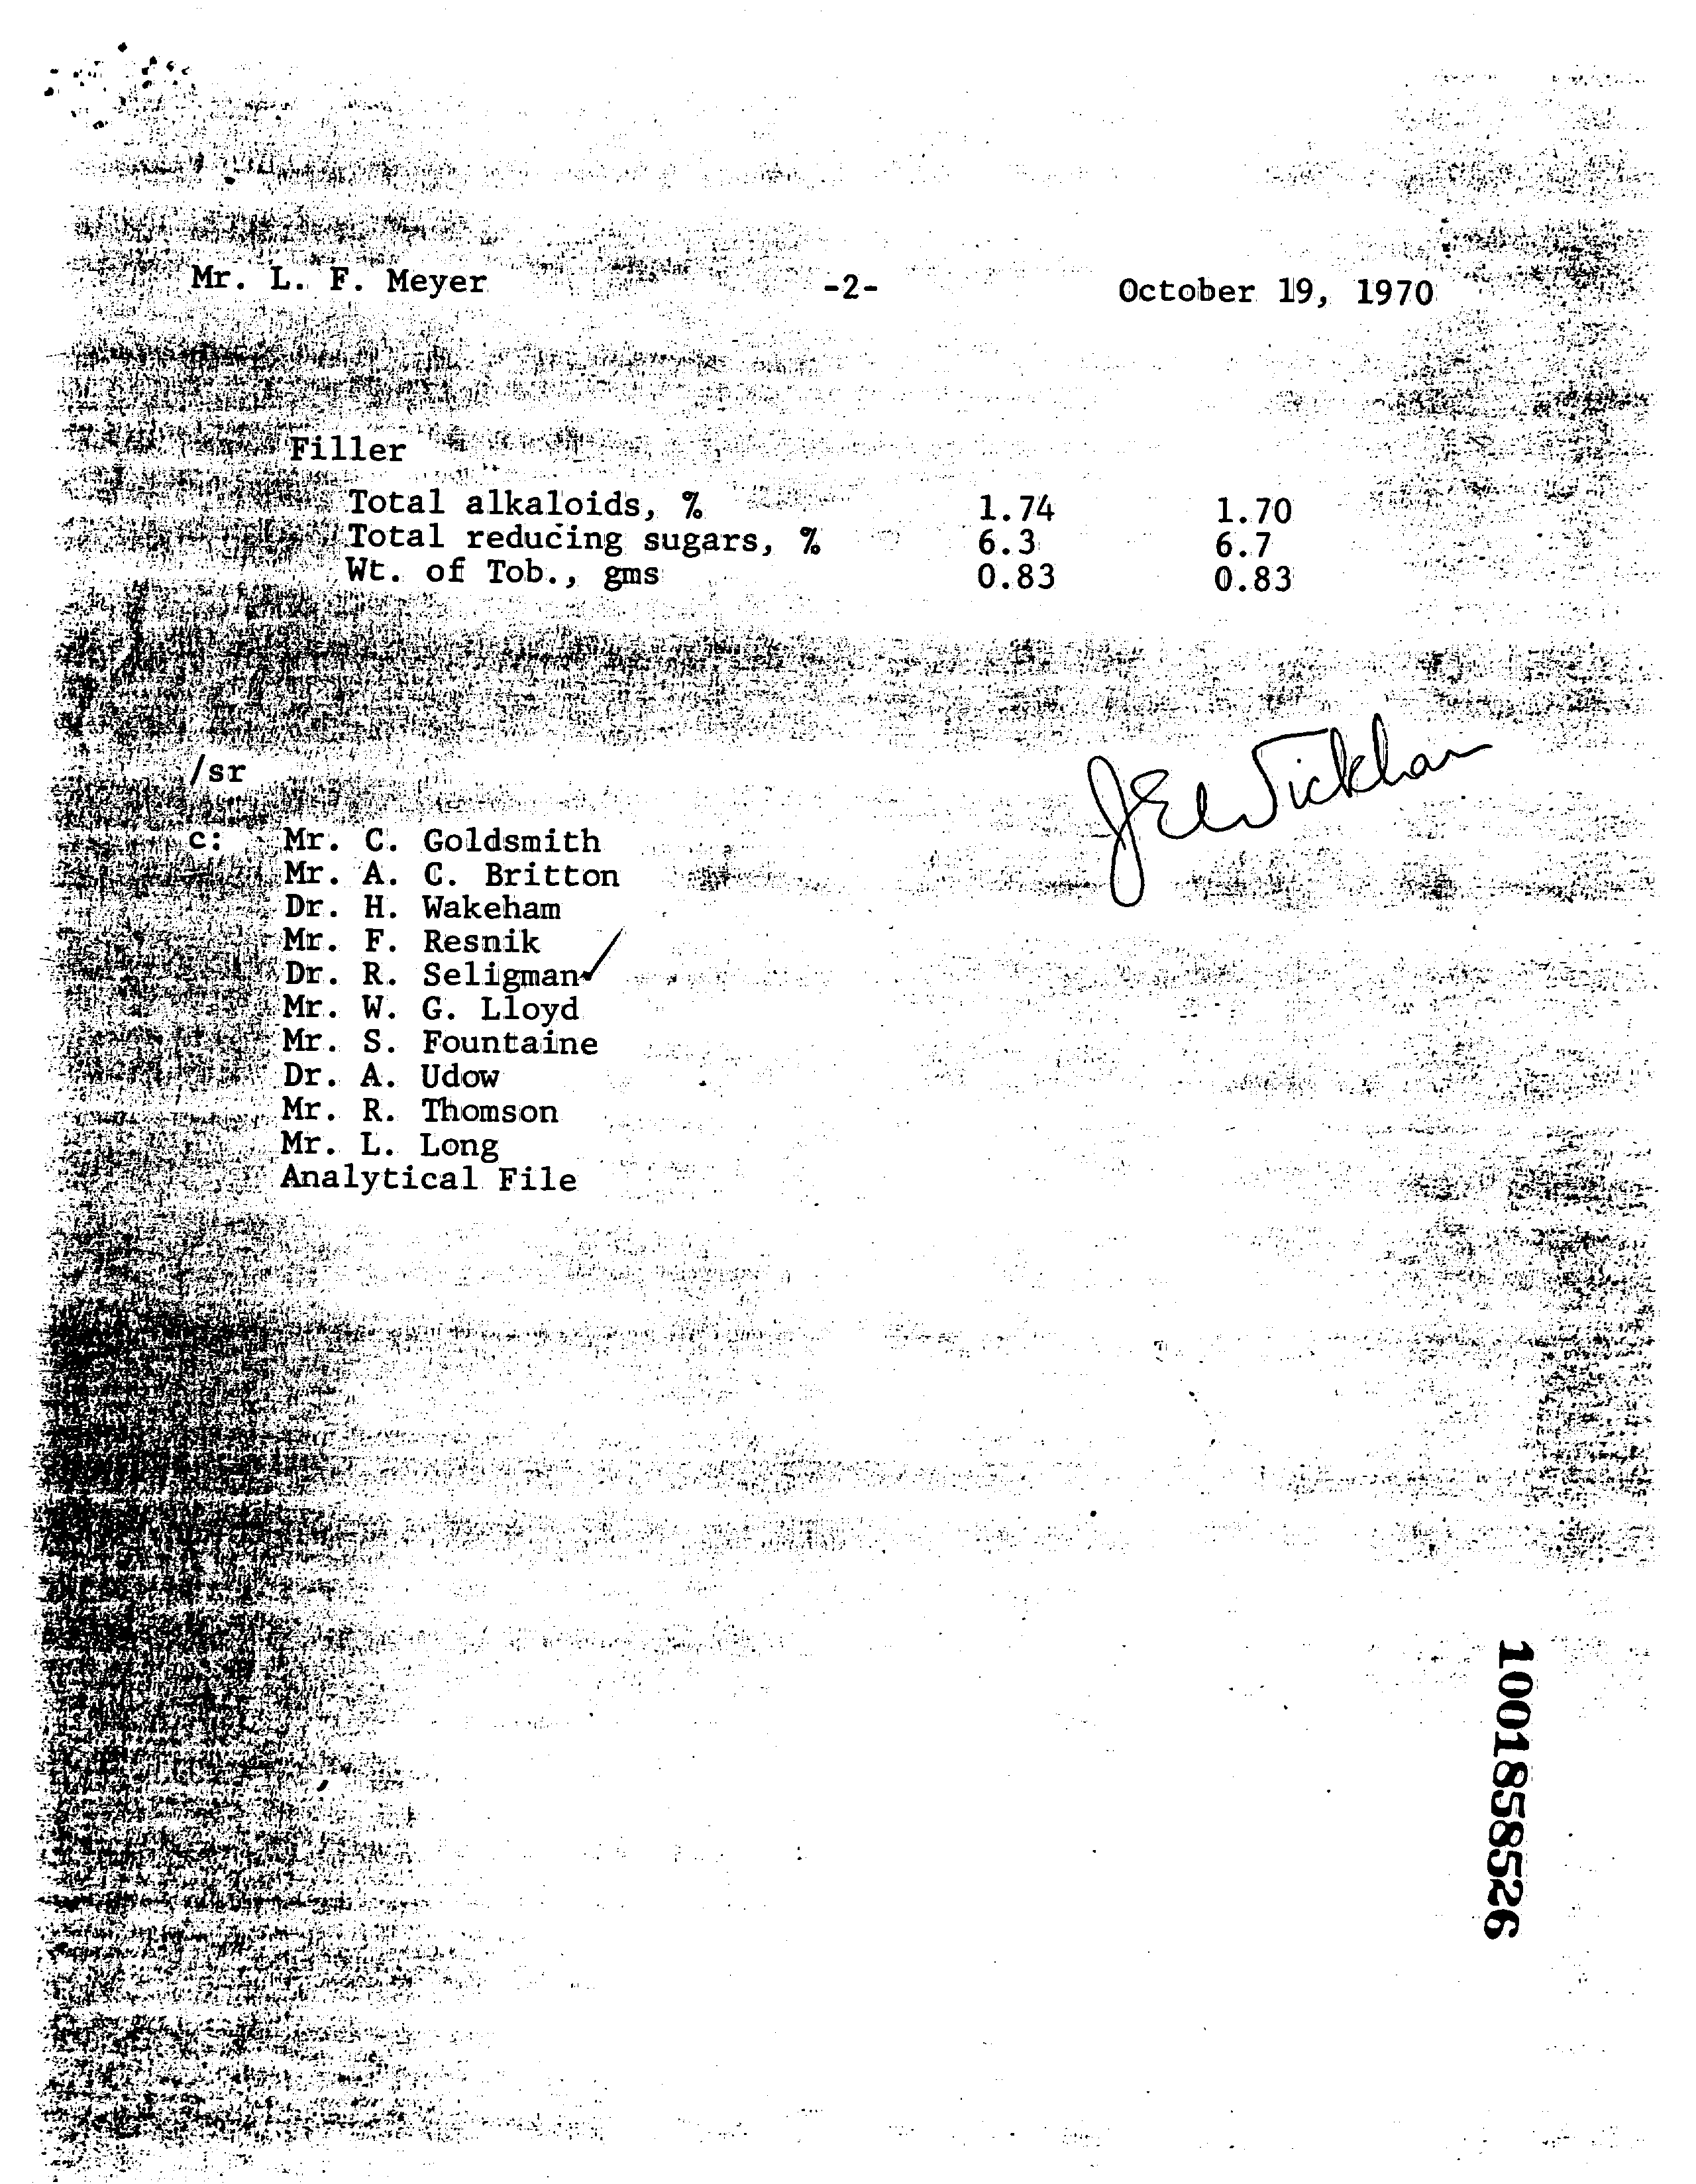 Mr. L. F. Meyer -2- October 19, 1970
Filler
Total alkaloids, % 1.74 1.70
Total reducing sugars, % 6.3 6.7
Wt. of Tob., gms 0.83 0.83
JEWickham
/sr
c: Mr. C. Goldsmith
Mr. A. C. Britton
Dr. H. Wakeham
Mr. F. Resnik
Dr. R. Seligman
Mr. W. G. Lloyd
Mr. S. Fountaine
Dr. A. Udow
Mr. R. Thomson
Mr. L. Long
Analytical File
1001858526